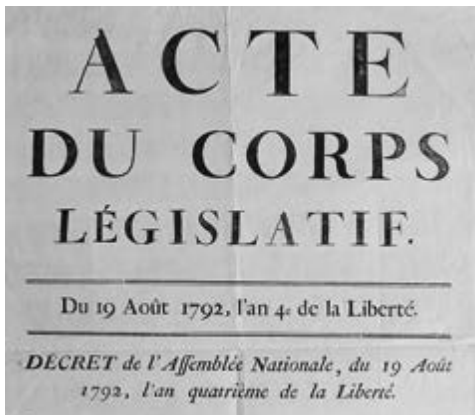 ACTE
DU CORPS
LÉGISLATIF.
Du 19 Août 1792, l'an 4e de la Liberté.
DÉCRET de l'Aſſemblée Nationale, du 19 Août
1792, l'an quatrième de la Liberté.